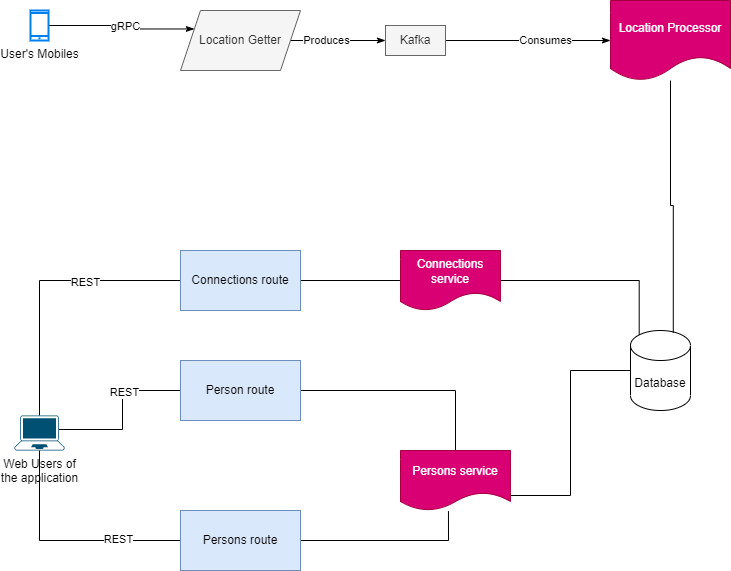 gRPC
User's Mobiles
Location Getter
Produces
Kafka
Consumes
Location Processor
REST
Connections route
Connections
service
REST
Person route
Database
Web Users of
the application
Persons service
REST
Persons route